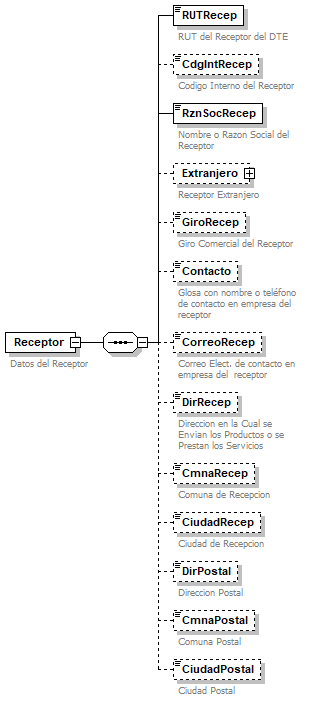 RUTRecep
RUT del Receptor del DTE
CdgIntRecep
Codigo Interno del Receptor
RznSocRecep
Nombre o Razon Social del
Receptor
Extranjero
Receptor Extranjero
GiroRecep
Giro Comercial del Receptor
Contacto
Glosa con nombre o teléfono
de contacto en empresa del
receptor
Receptor
Datos del Receptor
CorreoRecep
Correo Elect. de contacto en
empresa del receptor
DirRecep
Direccion en la Cual se
Envian los Productos o se
Prestan los Servicios
CmnaRecep
Comuna de Recepcion
CiudadRecep
Ciudad de Recepcion
DirPostal
Direccion Postal
CmnaPostal
Comuna Postal
CiudadPostal
Ciudad Postal